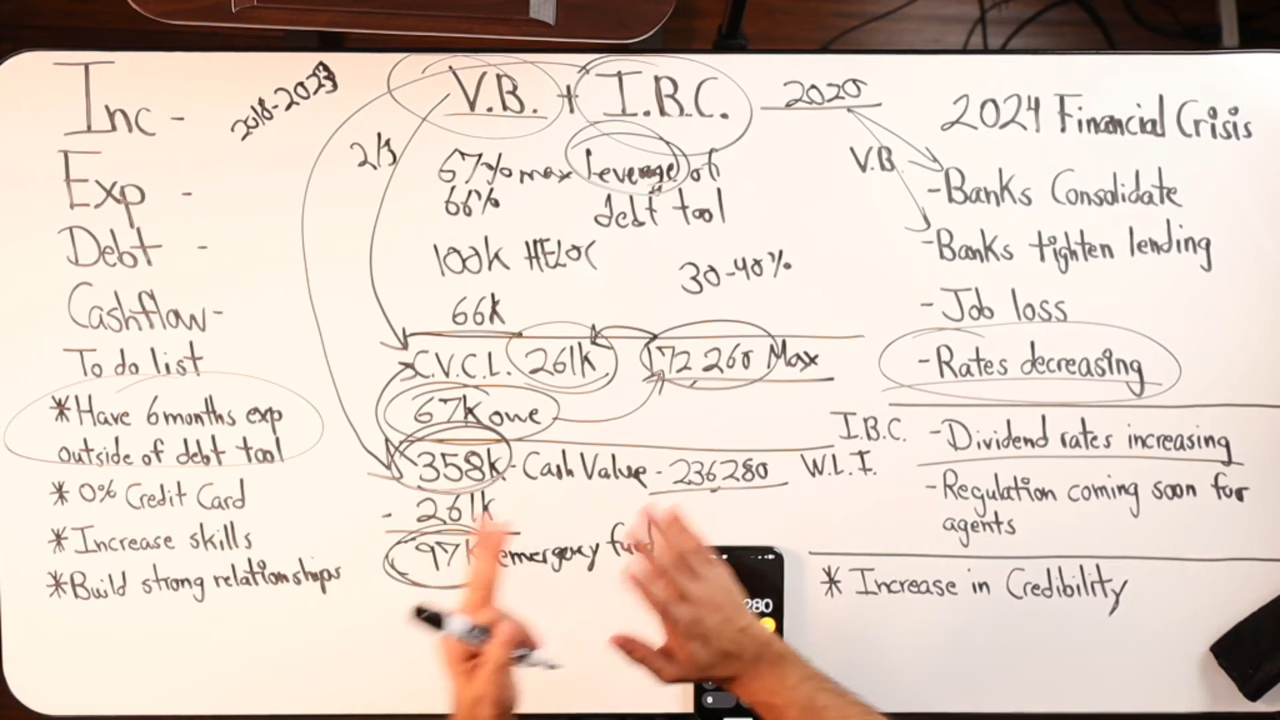 Inc -
2018-2023
Exp -
Debt -
Cashflow-
To do list
*Have 6 months exp
outside of debt tool
* 0% Credit Card
*Increase skills
*Build strong relationships
V.B. + I.B.C.
2020
2/3
67% max leverage of
66%
debt tool
100k HELOC
30-40%
66k
C.V.C.L. 261k 172 260 Max
67k owe
358k - Cash Value - 236 280
- 261k
97k emergency fund
280
2024 Financial Crisis
V.B.
-Banks Consolidate
-Banks tighten lending
-Job loss
-Rates decreasing
I.B.C. -Dividend rates increasing
W.L.I.
-Regulation coming soon for
agents
* Increase in Credibility